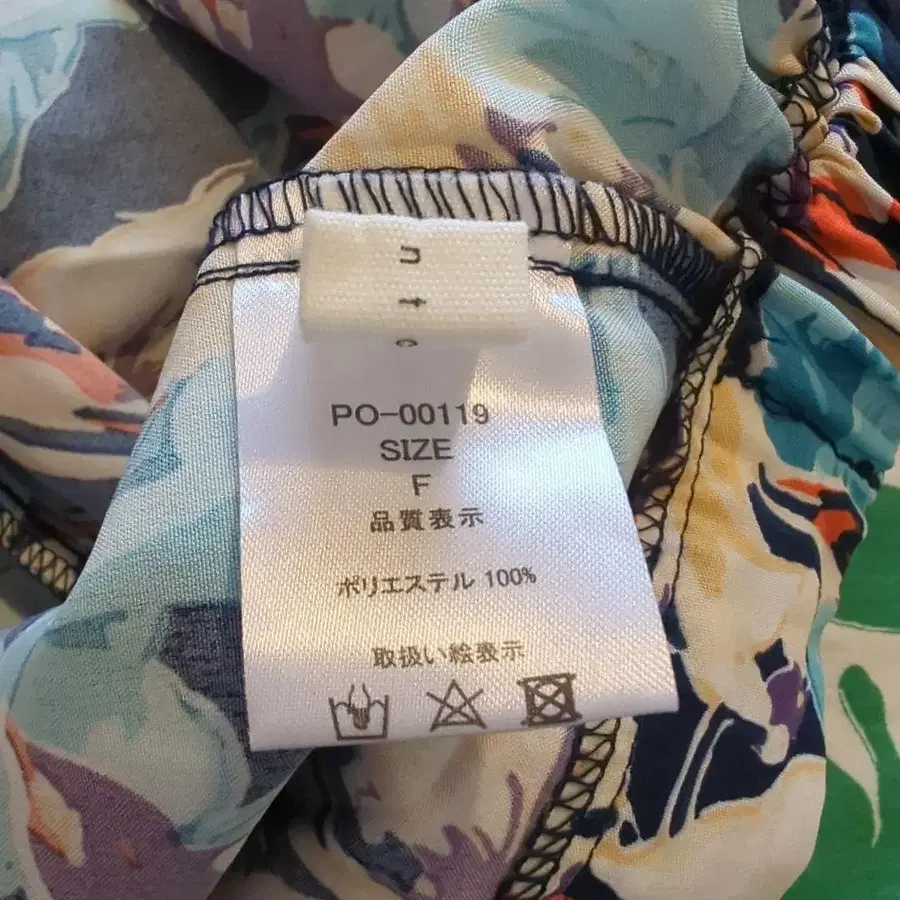 PO-00119
SIZE
F
品質表示
ポリエステル 100%
取扱い絵表示